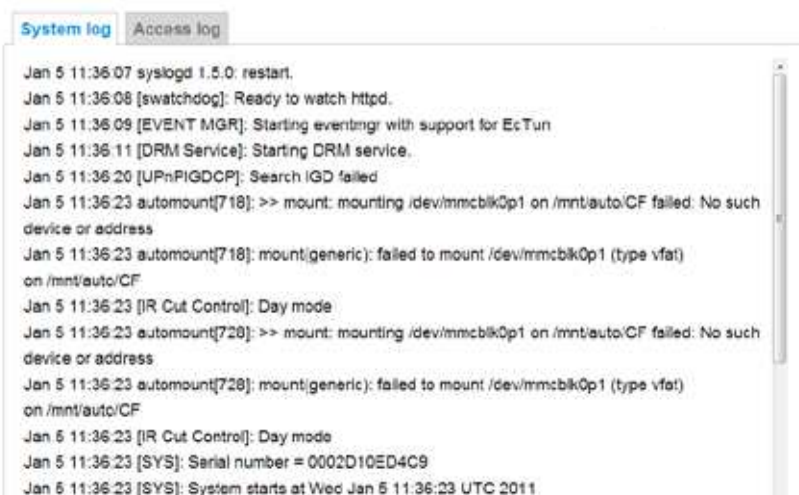 System log Access log
Jan 5 11:36:07 syslogd 1.5.0: restart.
Jan 5 11:36:08 [swatchdog]: Ready to watch httpd.
Jan 5 11:36:09 [EVENT MGR]: Starting eventmgr with support for EcTun
Jan 5 11:36:11 [DRM Service]: Starting DRM service.
Jan 5 11:36:20 [UPnPIGDCP]: Search IGD failed
Jan 5 11:36:23 automount[718]: >> mount: mounting /dev/mmcblk0p1 on /mnt/auto/CF failed: No such
device or address
Jan 5 11:36:23 automount[718]: mount(generic): failed to mount /dev/mmcblk0p1 (type vfat)
on /mnt/auto/CF
Jan 5 11:36:23 [IR Cut Control]: Day mode
Jan 5 11:36:23 automount[728]: >> mount: mounting /dev/mmcblk0p1 on /mnt/auto/CF failed: No such
device or address
Jan 5 11:36:23 automount[728]: mount(generic): failed to mount /dev/mmcblk0p1 (type vfat)
on /mnt/auto/CF
Jan 5 11:36:23 [IR Cut Control]: Day mode
Jan 5 11:36:23 [SYS]: Serial number = 0002D10ED4C9
Jan 5 11:36:23 [SYS]: System starts at Wed Jan 5 11:36:23 UTC 2011